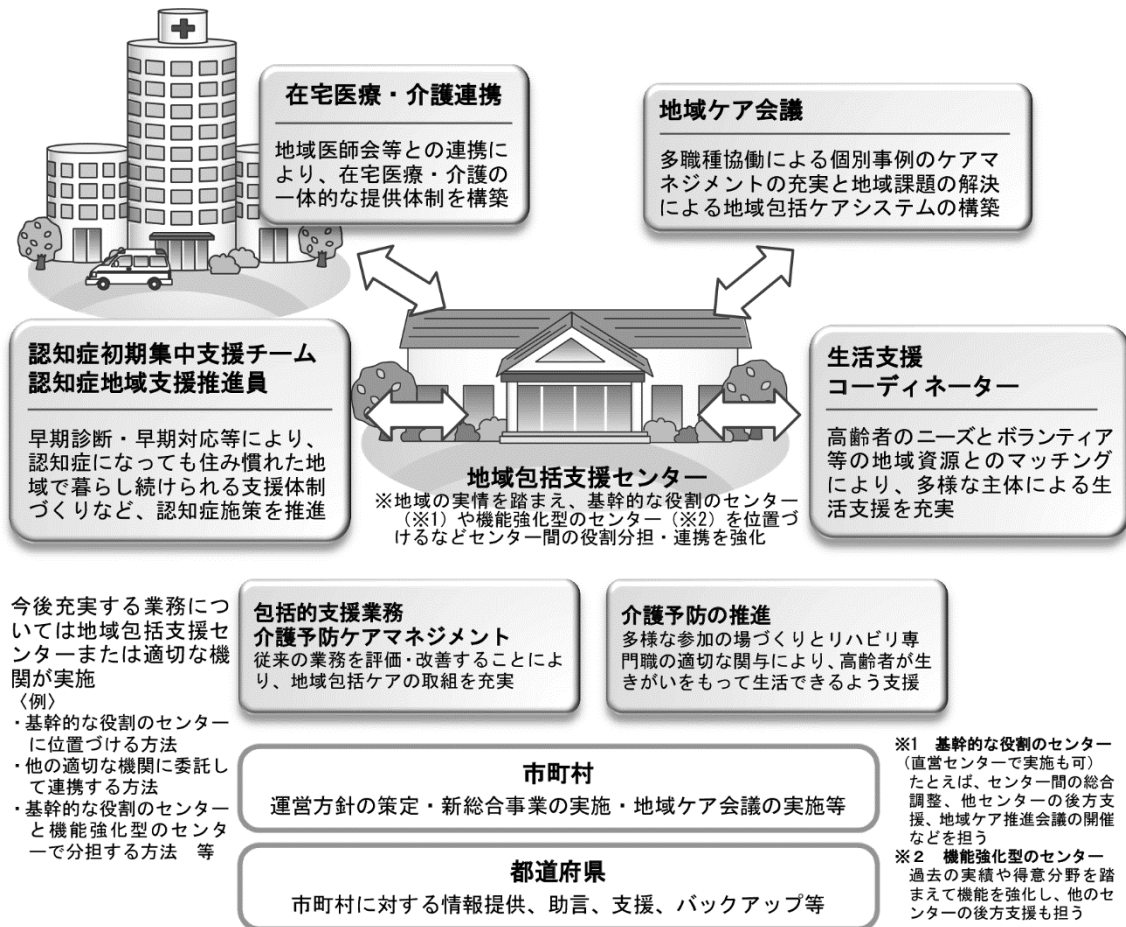 在宅医療・介護連携
地域医師会等との連携に
より、在宅医療・介護の
一体的な提供体制を構築
地域ケア会議
多職種協働による個別事例のケアマ
ネジメントの充実と地域課題の解決
による地域包括ケアシステムの構築
認知症初期集中支援チーム
認知症地域支援推進員
早期診断・早期対応等により、
認知症になっても住み慣れた地
域で暮らし続けられる支援体制
づくりなど、認知症施策を推進
地域包括支援センター
※地域の実情を踏まえ、基幹的な役割のセンター
（※1）や機能強化型のセンター（※2）を位置づ
けるなどセンター間の役割分担・連携を強化
生活支援
コーディネーター
高齢者のニーズとボランティア
等の地域資源とのマッチング
により、多様な主体による生
活支援を充実
今後充実する業務につ
いては地域包括支援セ
ンターまたは適切な機
関が実施
〈例〉
・基幹的な役割のセンター
に位置づける方法
・他の適切な機関に委託し
て連携する方法
・基幹的な役割のセンター
と機能強化型のセンタ
ーで分担する方法　等
包括的支援業務
介護予防ケアマネジメント
従来の業務を評価・改善することによ
り、地域包括ケアの取組を充実
介護予防の推進
多様な参加の場づくりとリハビリ専
門職の適切な関与により、高齢者が生
きがいをもって生活できるよう支援
市町村
運営方針の策定・新総合事業の実施・地域ケア会議の実施等
都道府県
市町村に対する情報提供、助言、支援、バックアップ等
※1　基幹的な役割のセンター
（直営センターで実施も可）
たとえば、センター間の総合
調整、他センターの後方支
援、地域ケア推進会議の開催
などを担う
※２　機能強化型のセンター
過去の実績や得意分野を踏
まえて機能を強化し、他のセ
ンターの後方支援も担う